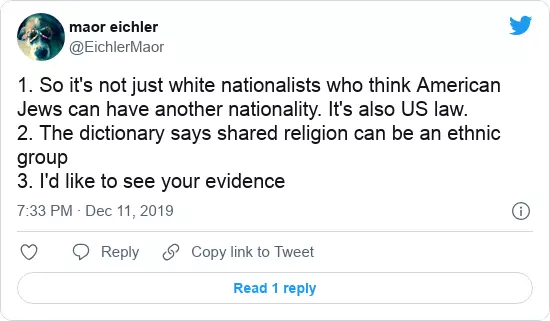 maor eichler
@EichlerMaor
1. So it's not just white nationalists who think American
Jews can have another nationality. It's also US law.
2. The dictionary says shared religion can be an ethnic
group
3. I'd like to see your evidence
7:33 PM · Dec 11, 2019
Reply
Copy link to Tweet
Read 1 reply